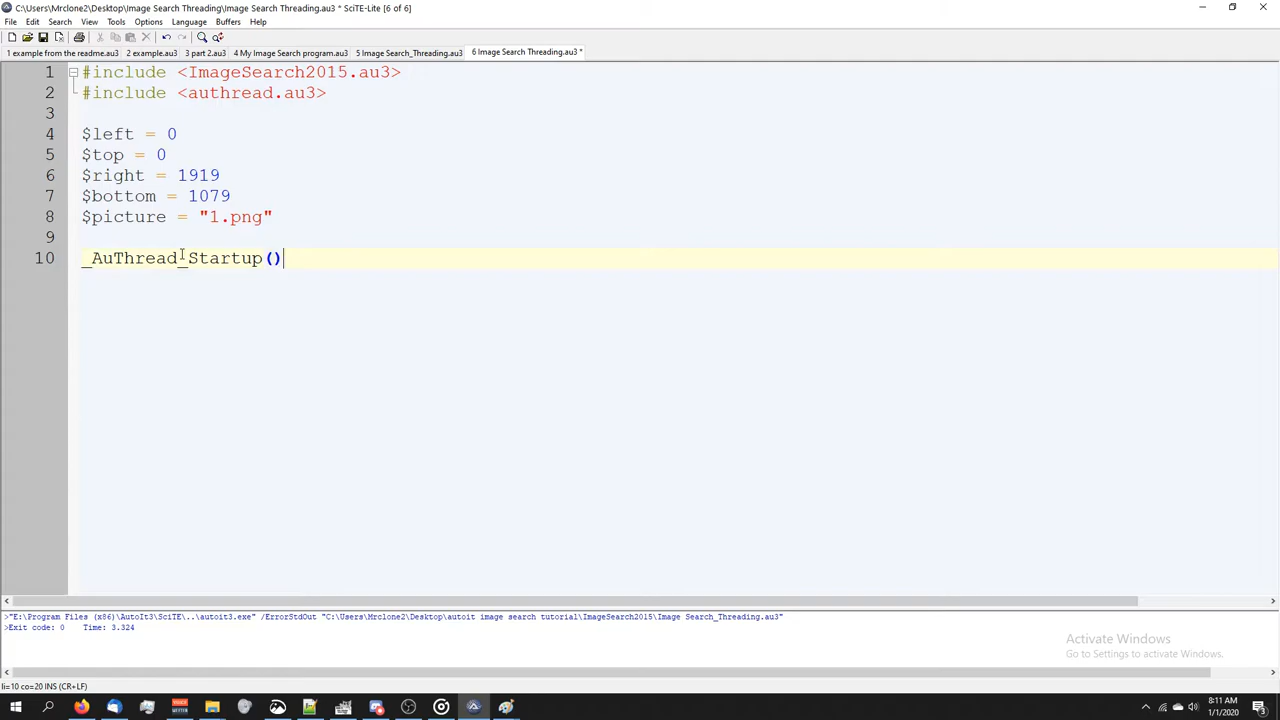 C:\Users\Mrclone2\Desktop\Image Search Threading\Image Search Threading.au3 * SciTE-Lite [6 of 6]
File Edit Search View Tools Options Language Buffers Help
1 example from the readme.au3 2 example.au3 3 part 2.au3 4 My Image Search program.au3 5 Image Search_Threading.au3 6 Image Search Threading.au3 *
1 #include <ImageSearch2015.au3>
2 #include <authread.au3>
3
4 $left = 0
5 $top = 0
6 $right = 1919
7 $bottom = 1079
8 $picture = "1.png"
9
10 _AuThread_Startup()
>"E:\Program Files (x86)\AutoIt3\SciTE\..\autoit3.exe" /ErrorStdOut "C:\Users\Mrclone2\Desktop\autoit image search tutorial\ImageSearch2015\Image Search_Threading.au3"
>Exit code: 0 Time: 3.324
Activate Windows
Go to Settings to activate Windows.
li=10 co=20 INS (CR+LF)
8:11 AM
1/1/2020